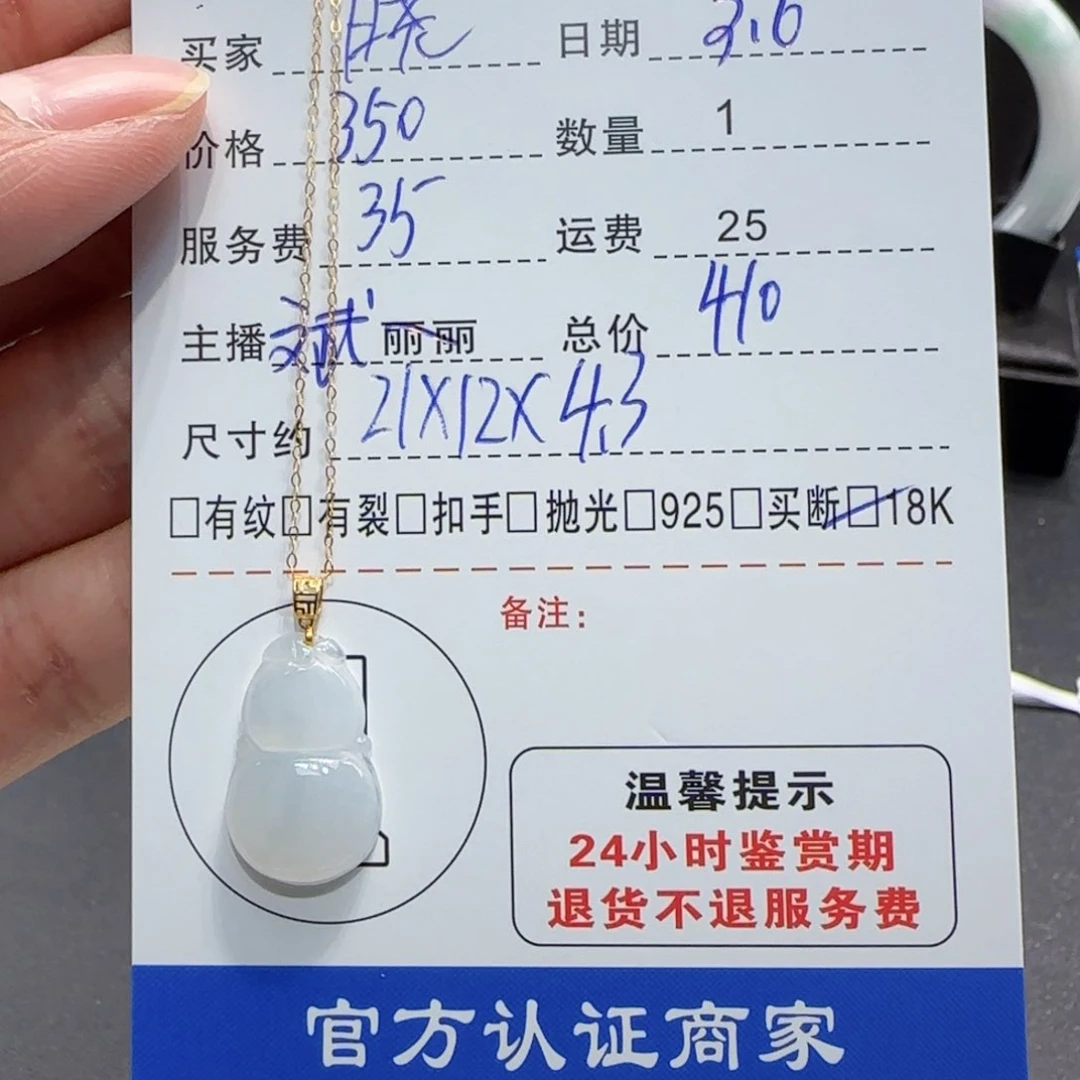 买家 日期 3.6
价格 350 数量 1
服务费 35 运费 25
主播 斌 丽丽 总价 410
尺寸约 21X12X4.3
□有纹□有裂□扣手□抛光□925□买断□18K
备注：
温馨提示
24小时鉴赏期
退货不退服务费
官方认证商家